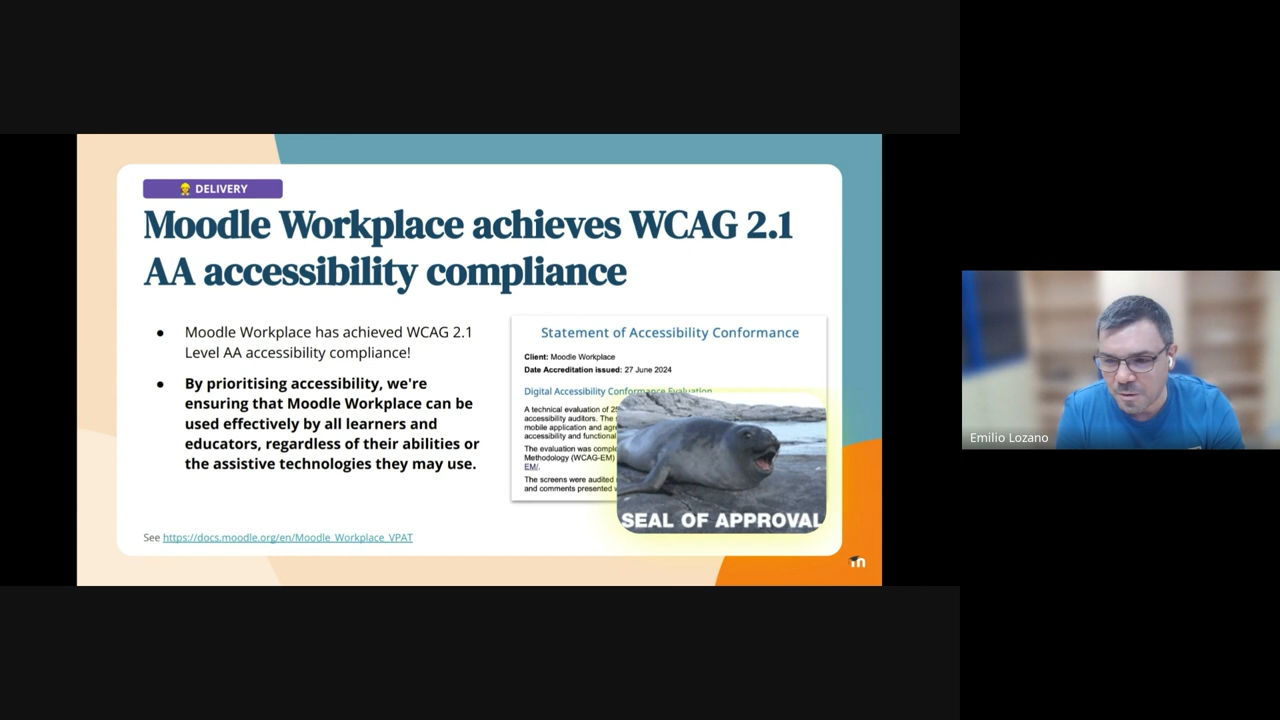 DELIVERY
Moodle Workplace achieves WCAG 2.1
AA accessibility compliance
● Moodle Workplace has achieved WCAG 2.1
Level AA accessibility compliance!
● By prioritising accessibility, we're
ensuring that Moodle Workplace can be
used effectively by all learners and
educators, regardless of their abilities or
the assistive technologies they may use.
See https://docs.moodle.org/en/Moodle_Workplace_VPAT
Statement of Accessibility Conformance
Client: Moodle Workplace
Date Accreditation issued: 27 June 2024
Digital Accessibility Conformance Evaluation
A technical evaluation of
accessibility auditors. The
mobile application and
accessibility and functional
The evaluation was
Methodology (WCAG-EM)
EM/.
The screens were audited
and comments presented
SEAL OF APPROVAL
m
Emilio Lozano